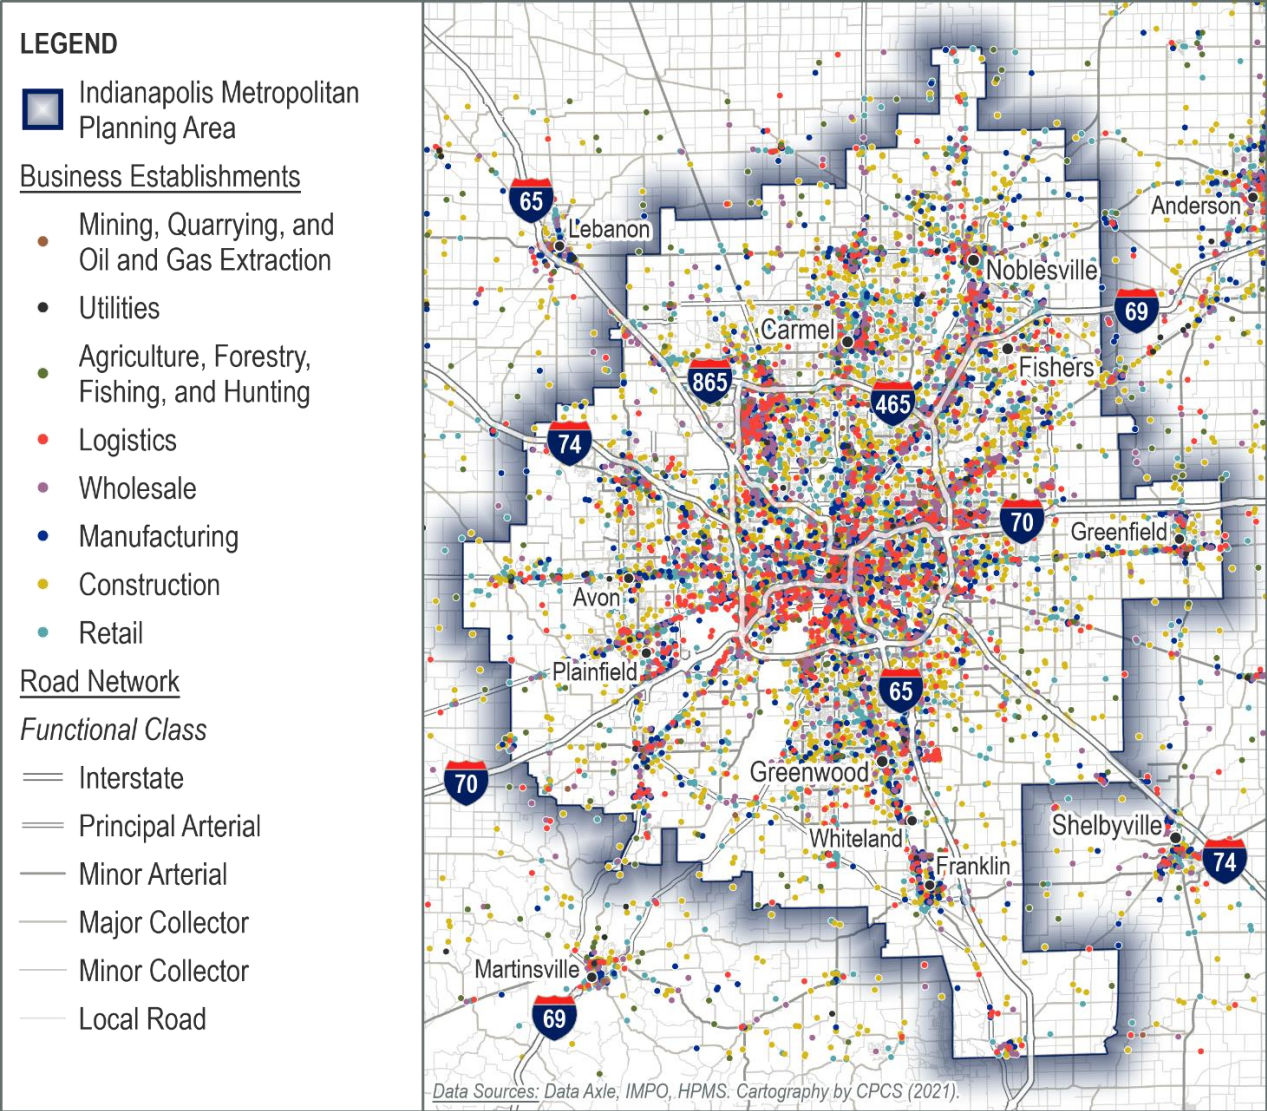 LEGEND
Indianapolis Metropolitan
Planning Area
Business Establishments
Mining, Quarrying, and
Oil and Gas Extraction
Utilities
Agriculture, Forestry,
Fishing, and Hunting
Logistics
Wholesale
Manufacturing
Construction
Retail
Road Network
Functional Class
Interstate
Principal Arterial
Minor Arterial
Major Collector
Minor Collector
Local Road
65
Lebanon
Anderson
Noblesville
69
Carmel
Fishers
865
465
74
70
Greenfield
Avon
Plainfield
65
70
Greenwood
Whiteland
Shelbyville
74
Franklin
Martinsville
69
Data Sources: Data Axle, IMPO, HPMS. Cartography by CPCS (2021).